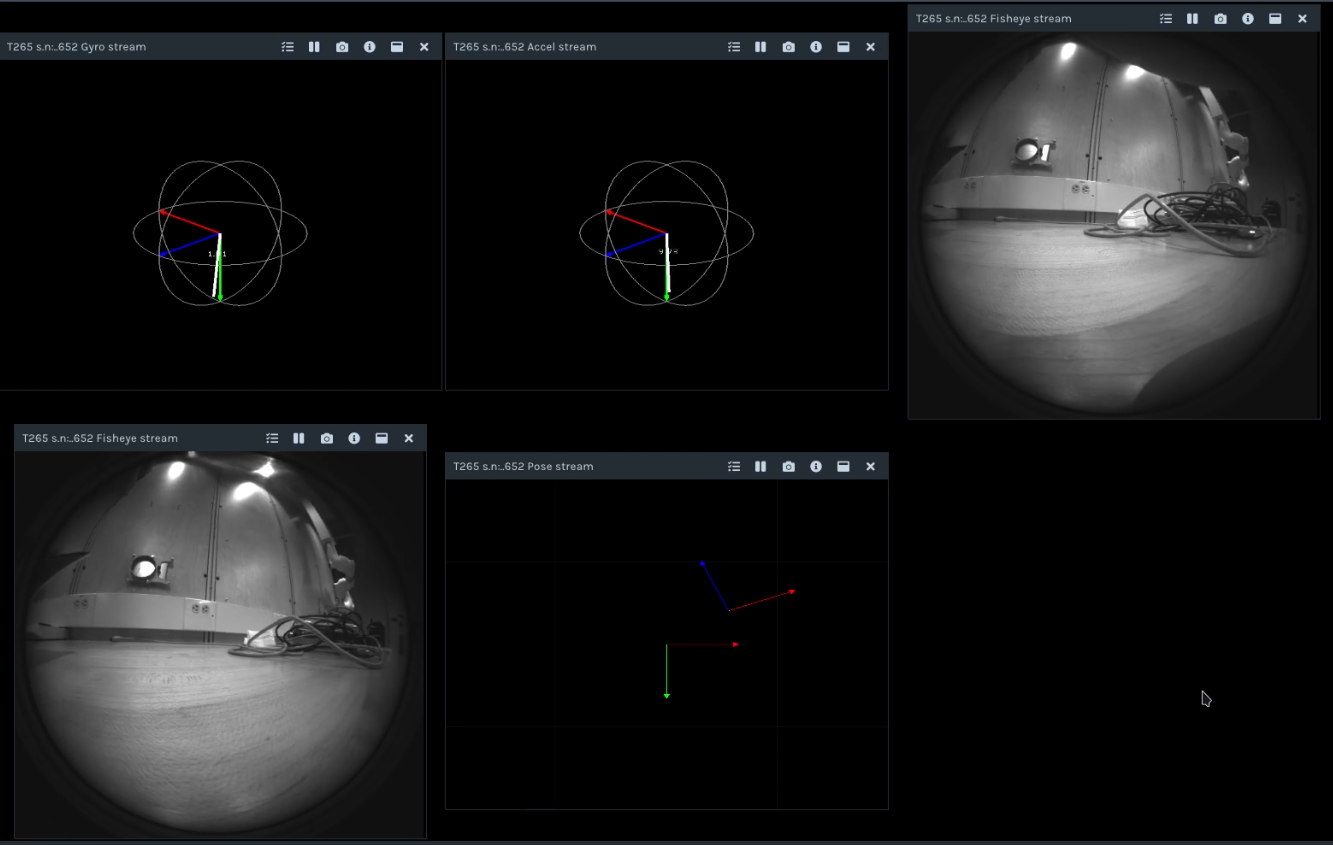 T265 s.n:..652 Gyro stream
T265 s.n:..652 Accel stream
T265 s.n:..652 Fisheye stream
T265 s.n:..652 Fisheye stream
T265 s.n:..652 Pose stream